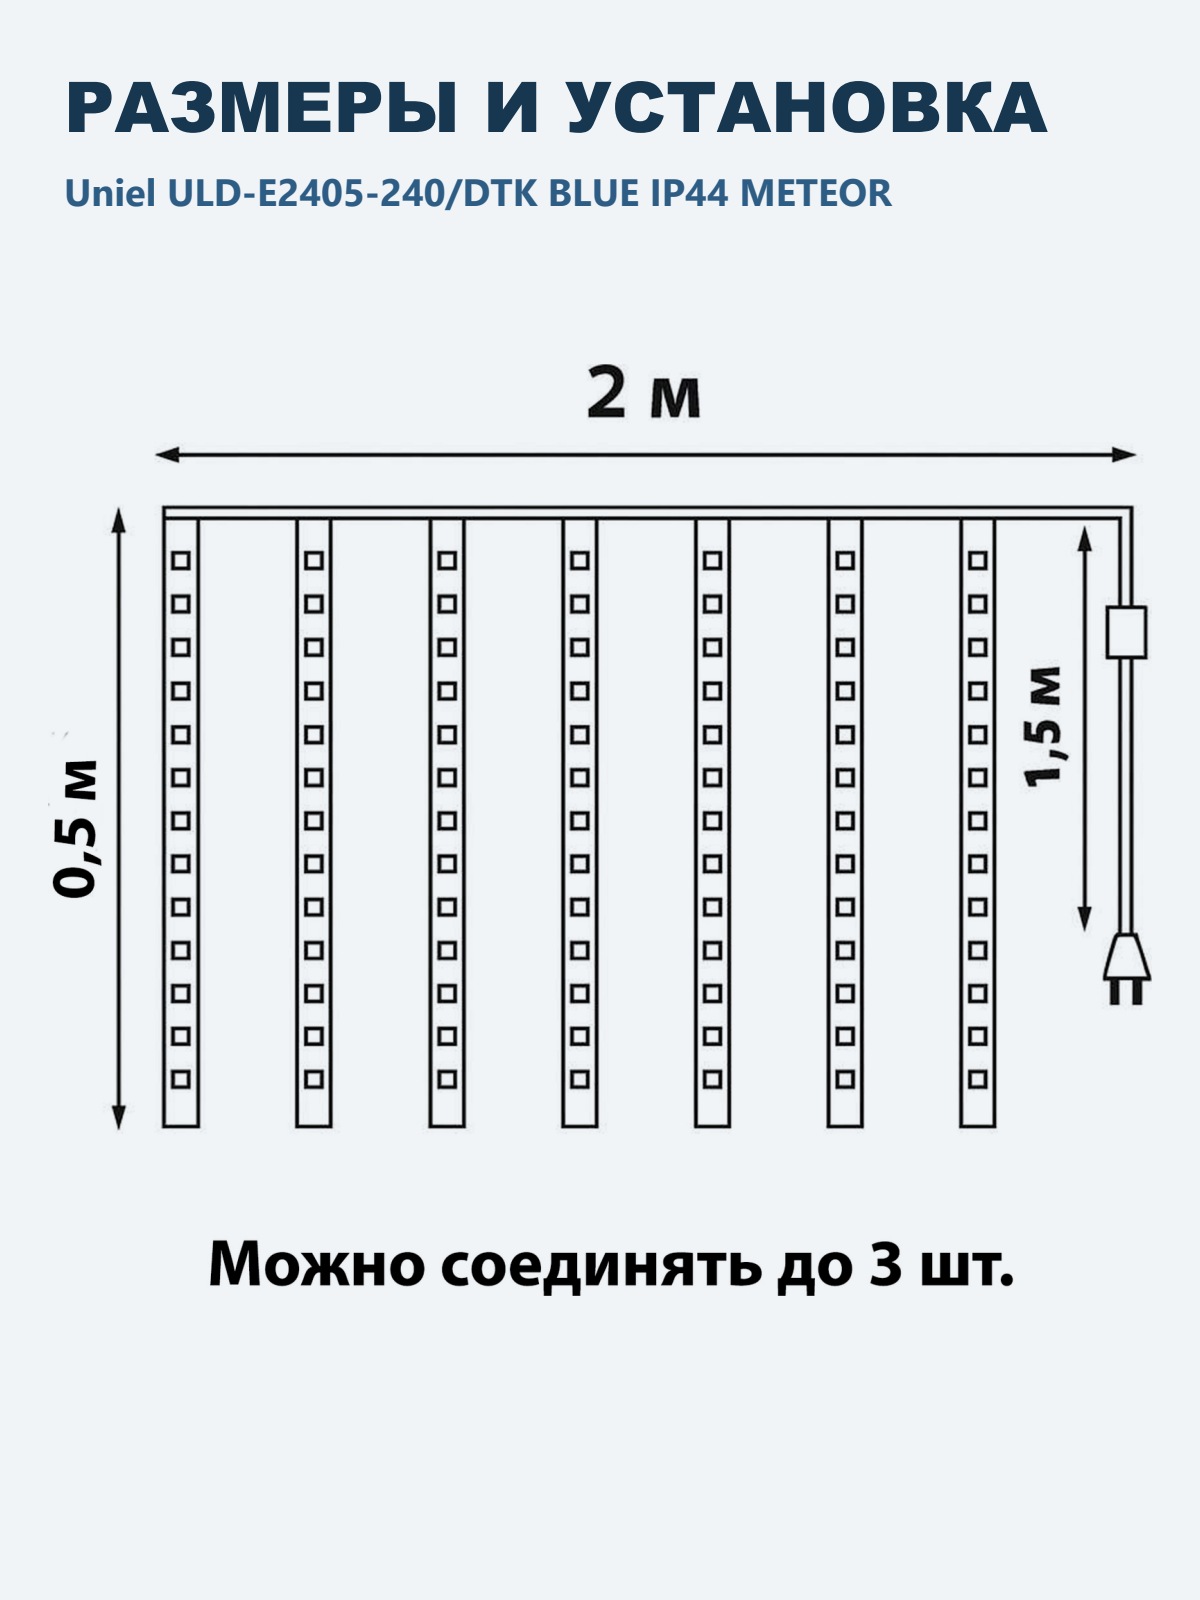 РАЗМЕРЫ И УСТАНОВКА
Uniel ULD-E2405-240/DTK BLUE IP44 METEOR
2 м
0,5 м
1,5 м
Можно соединять до 3 шт.